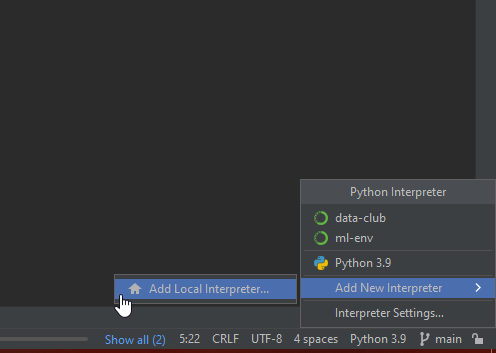 Python Interpreter
data-club
ml-env
Python 3.9
Add New Interpreter
Add Local Interpreter...
Interpreter Settings...
Show all (2) 5:22 CRLF UTF-8 4 spaces Python 3.9 main